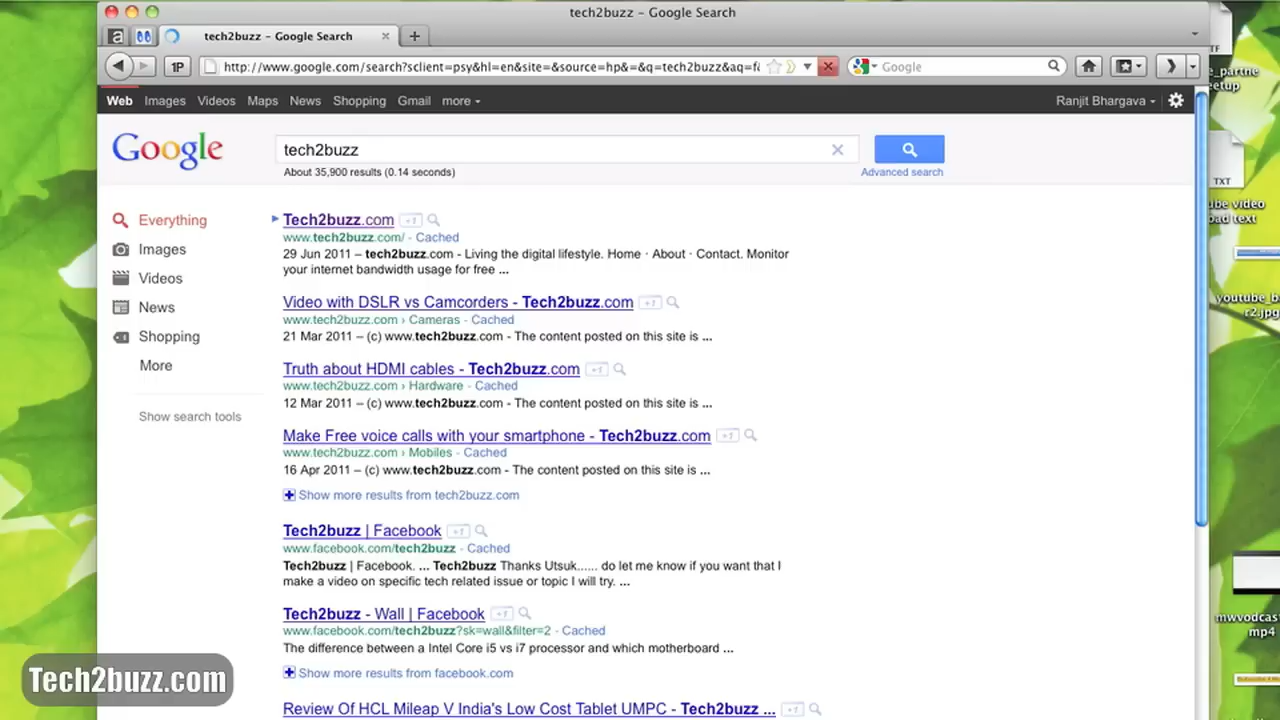 tech2buzz – Google Search
tech2buzz – Google Search
1P
http://www.google.com/search?sclient=psy&hl=en&site=&source=hp&q=tech2buzz&aq=f&
Google
Web Images Videos Maps News Shopping Gmail more
Ranjit Bhargava
Google
tech2buzz
About 35,900 results (0.14 seconds)
Advanced search
Everything
Images
Videos
News
Shopping
More
Show search tools
Tech2buzz.com +1
www.tech2buzz.com/ - Cached
29 Jun 2011 – tech2buzz.com - Living the digital lifestyle. Home · About · Contact. Monitor
your internet bandwidth usage for free ...
Video with DSLR vs Camcorders - Tech2buzz.com +1
www.tech2buzz.com › Cameras - Cached
21 Mar 2011 – (c) www.tech2buzz.com - The content posted on this site is ...
Truth about HDMI cables - Tech2buzz.com +1
www.tech2buzz.com › Hardware - Cached
12 Mar 2011 – (c) www.tech2buzz.com - The content posted on this site is ...
Make Free voice calls with your smartphone - Tech2buzz.com +1
www.tech2buzz.com › Mobiles - Cached
16 Apr 2011 – (c) www.tech2buzz.com - The content posted on this site is ...
Show more results from tech2buzz.com
Tech2buzz | Facebook +1
www.facebook.com/tech2buzz - Cached
Tech2buzz | Facebook. ... Tech2buzz Thanks Utsuk...... do let me know if you want that I
make a video on specific tech related issue or topic I will try. ...
Tech2buzz - Wall | Facebook +1
www.facebook.com/tech2buzz?sk=wall&filter=2 - Cached
The difference between a Intel Core i5 vs i7 processor and which motherboard ...
Show more results from facebook.com
Review Of HCL Mileap V India's Low Cost Tablet UMPC - Tech2buzz ... +1
TXT
mp4
Tech2buzz.com